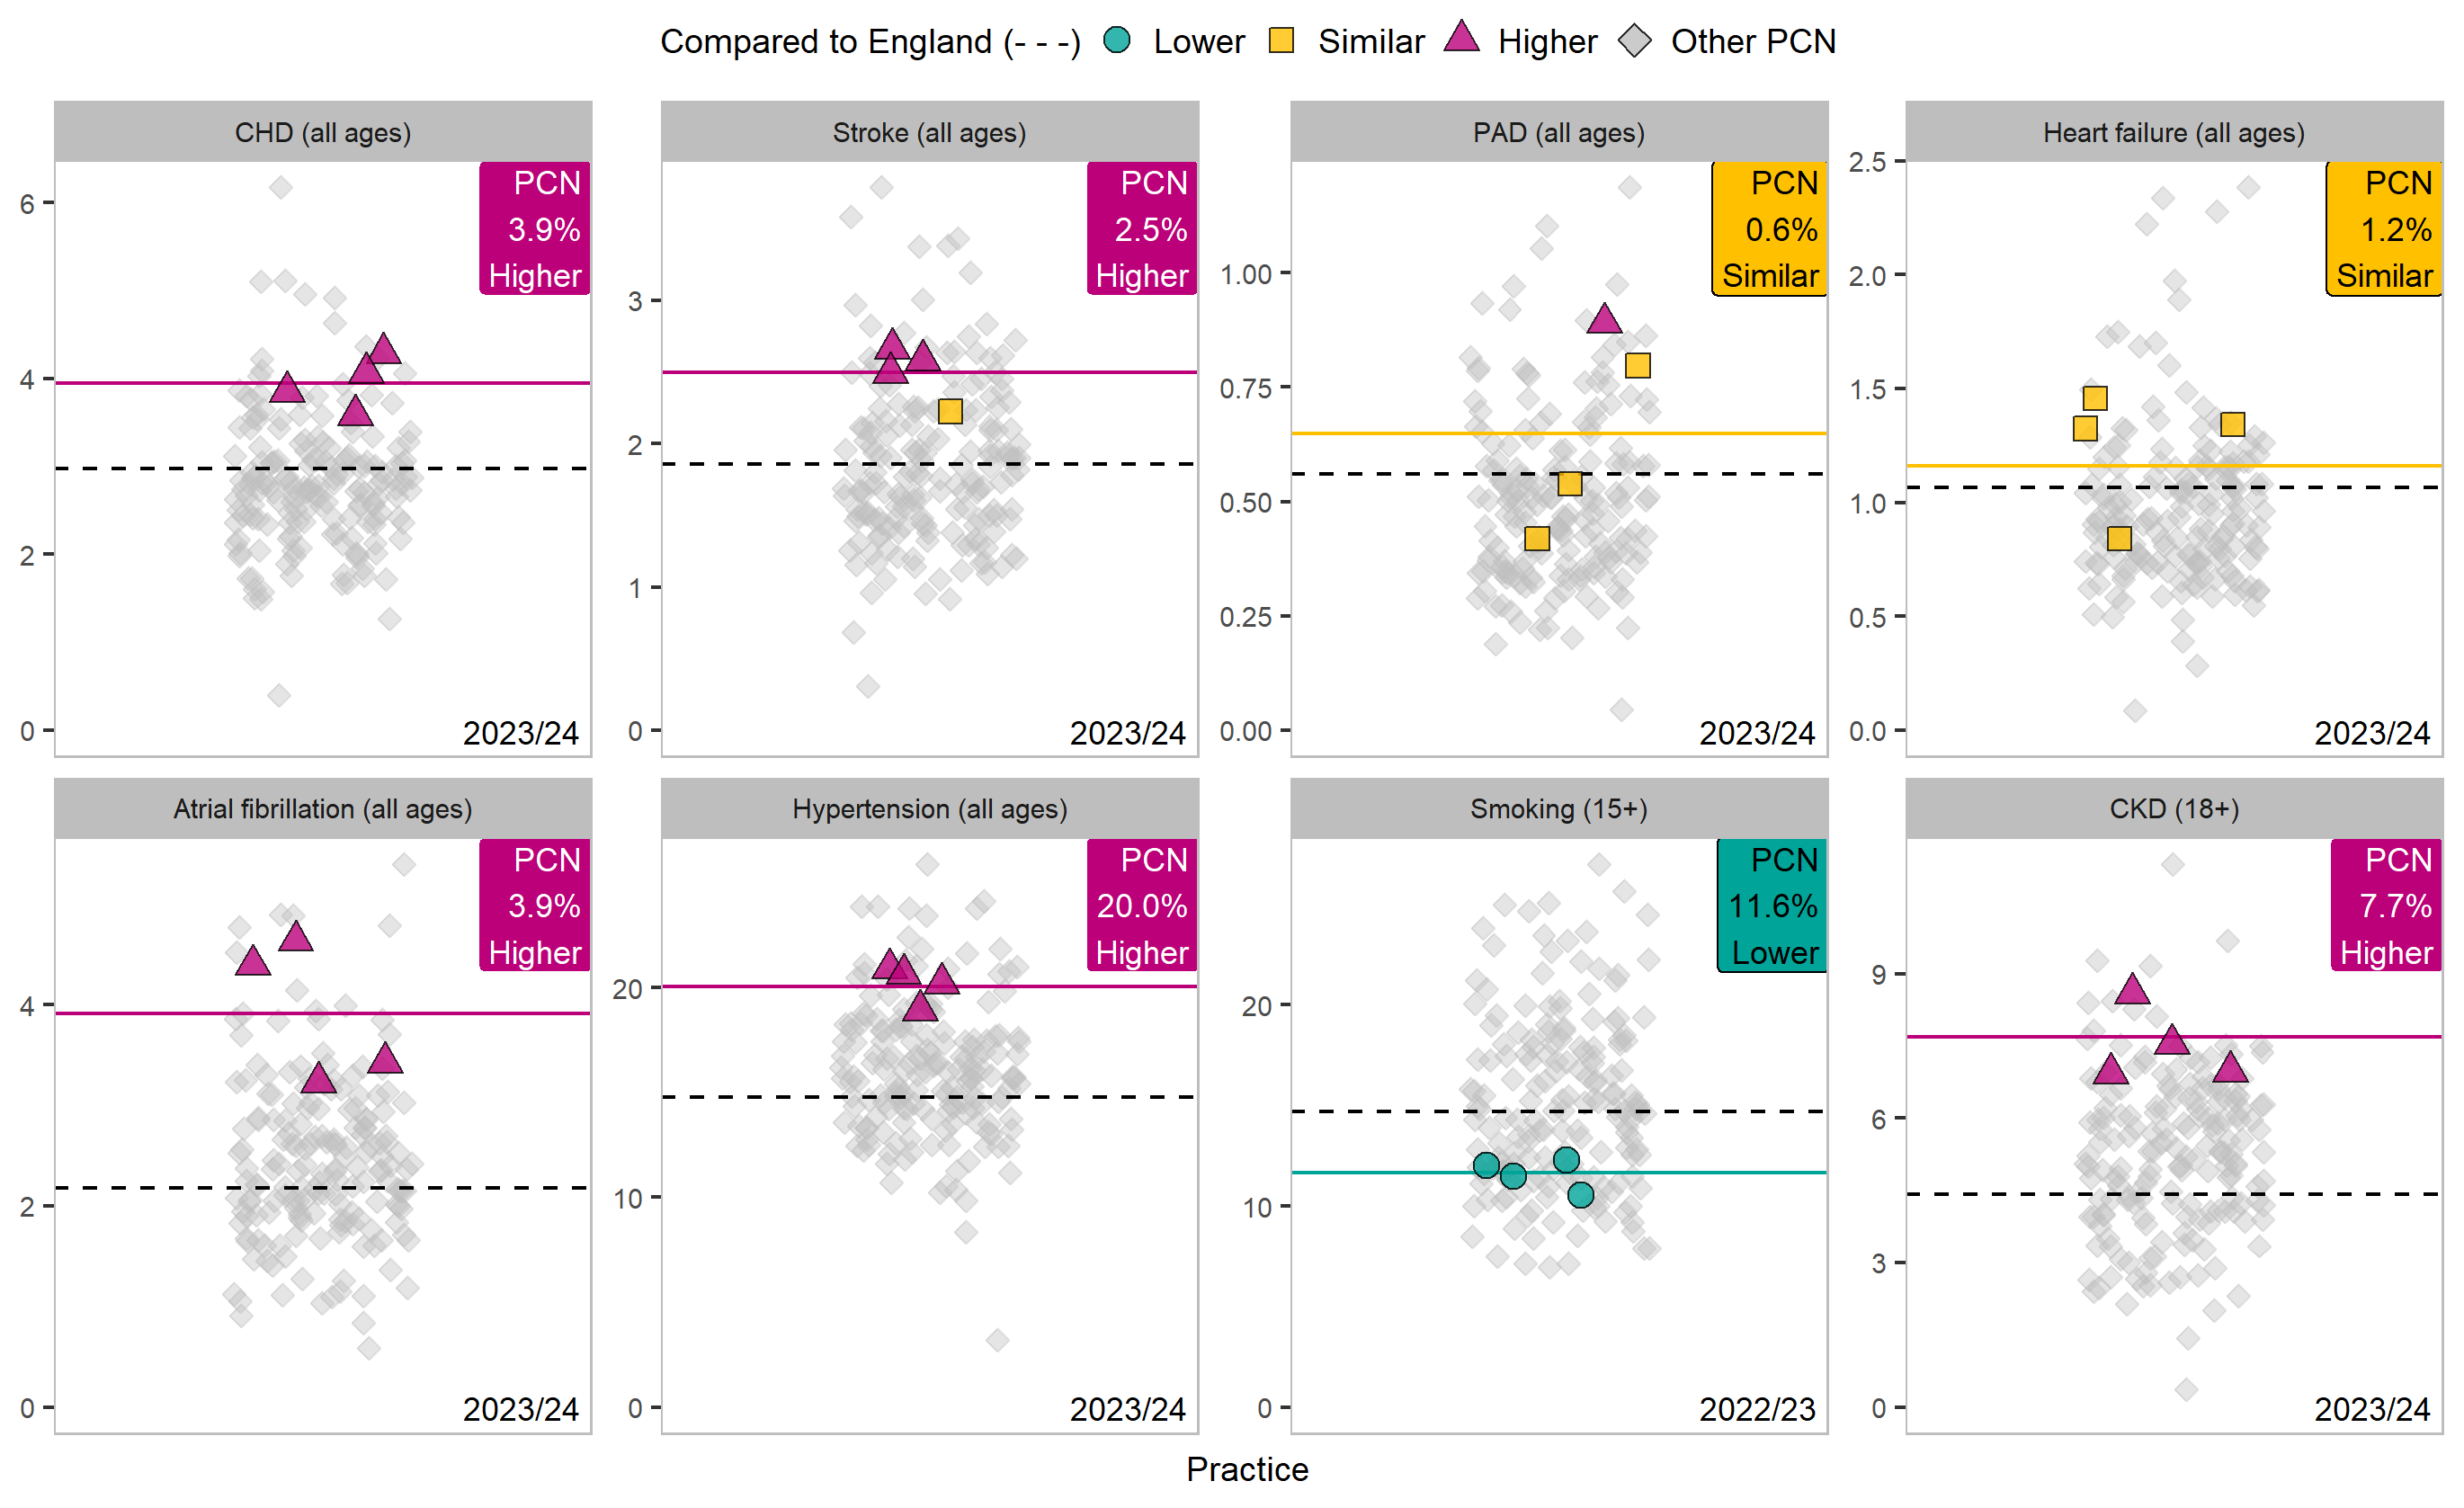 Compared to England (- - -) Lower Similar Higher Other PCN
CHD (all ages)
6
4
2
0
PCN
3.9%
Higher
2023/24
Stroke (all ages)
3
2
1
0
PCN
2.5%
Higher
2023/24
PAD (all ages)
1.00
0.75
0.50
0.25
0.00
PCN
0.6%
Similar
2023/24
Heart failure (all ages)
2.5
2.0
1.5
1.0
0.5
0.0
PCN
1.2%
Similar
2023/24
Atrial fibrillation (all ages)
4
2
0
PCN
3.9%
Higher
2023/24
Hypertension (all ages)
20
10
0
PCN
20.0%
Higher
2023/24
Smoking (15+)
20
10
0
PCN
11.6%
Lower
2022/23
CKD (18+)
9
6
3
0
PCN
7.7%
Higher
2023/24
Practice